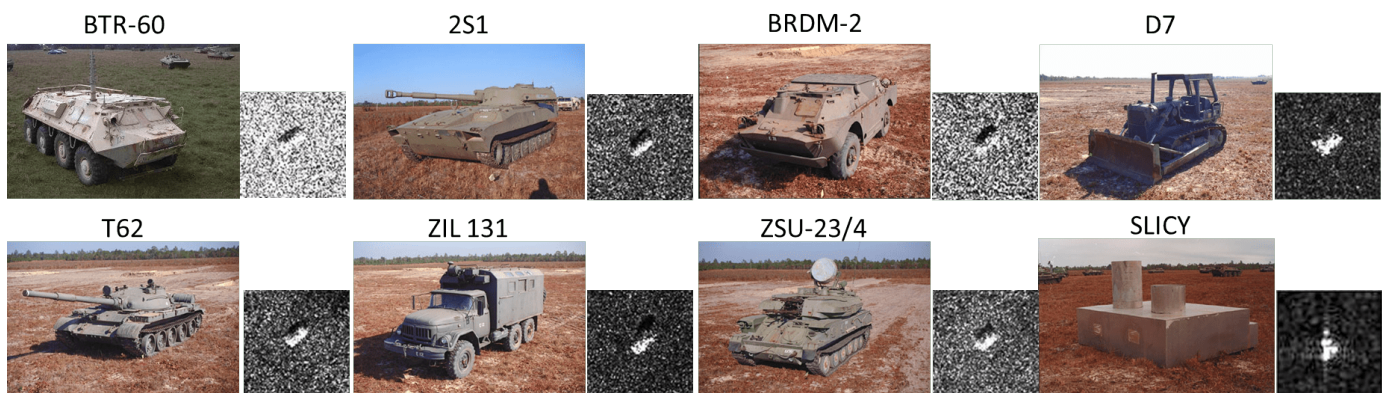 BTR-60
2S1
BRDM-2
D7
T62
ZIL 131
ZSU-23/4
SLICY